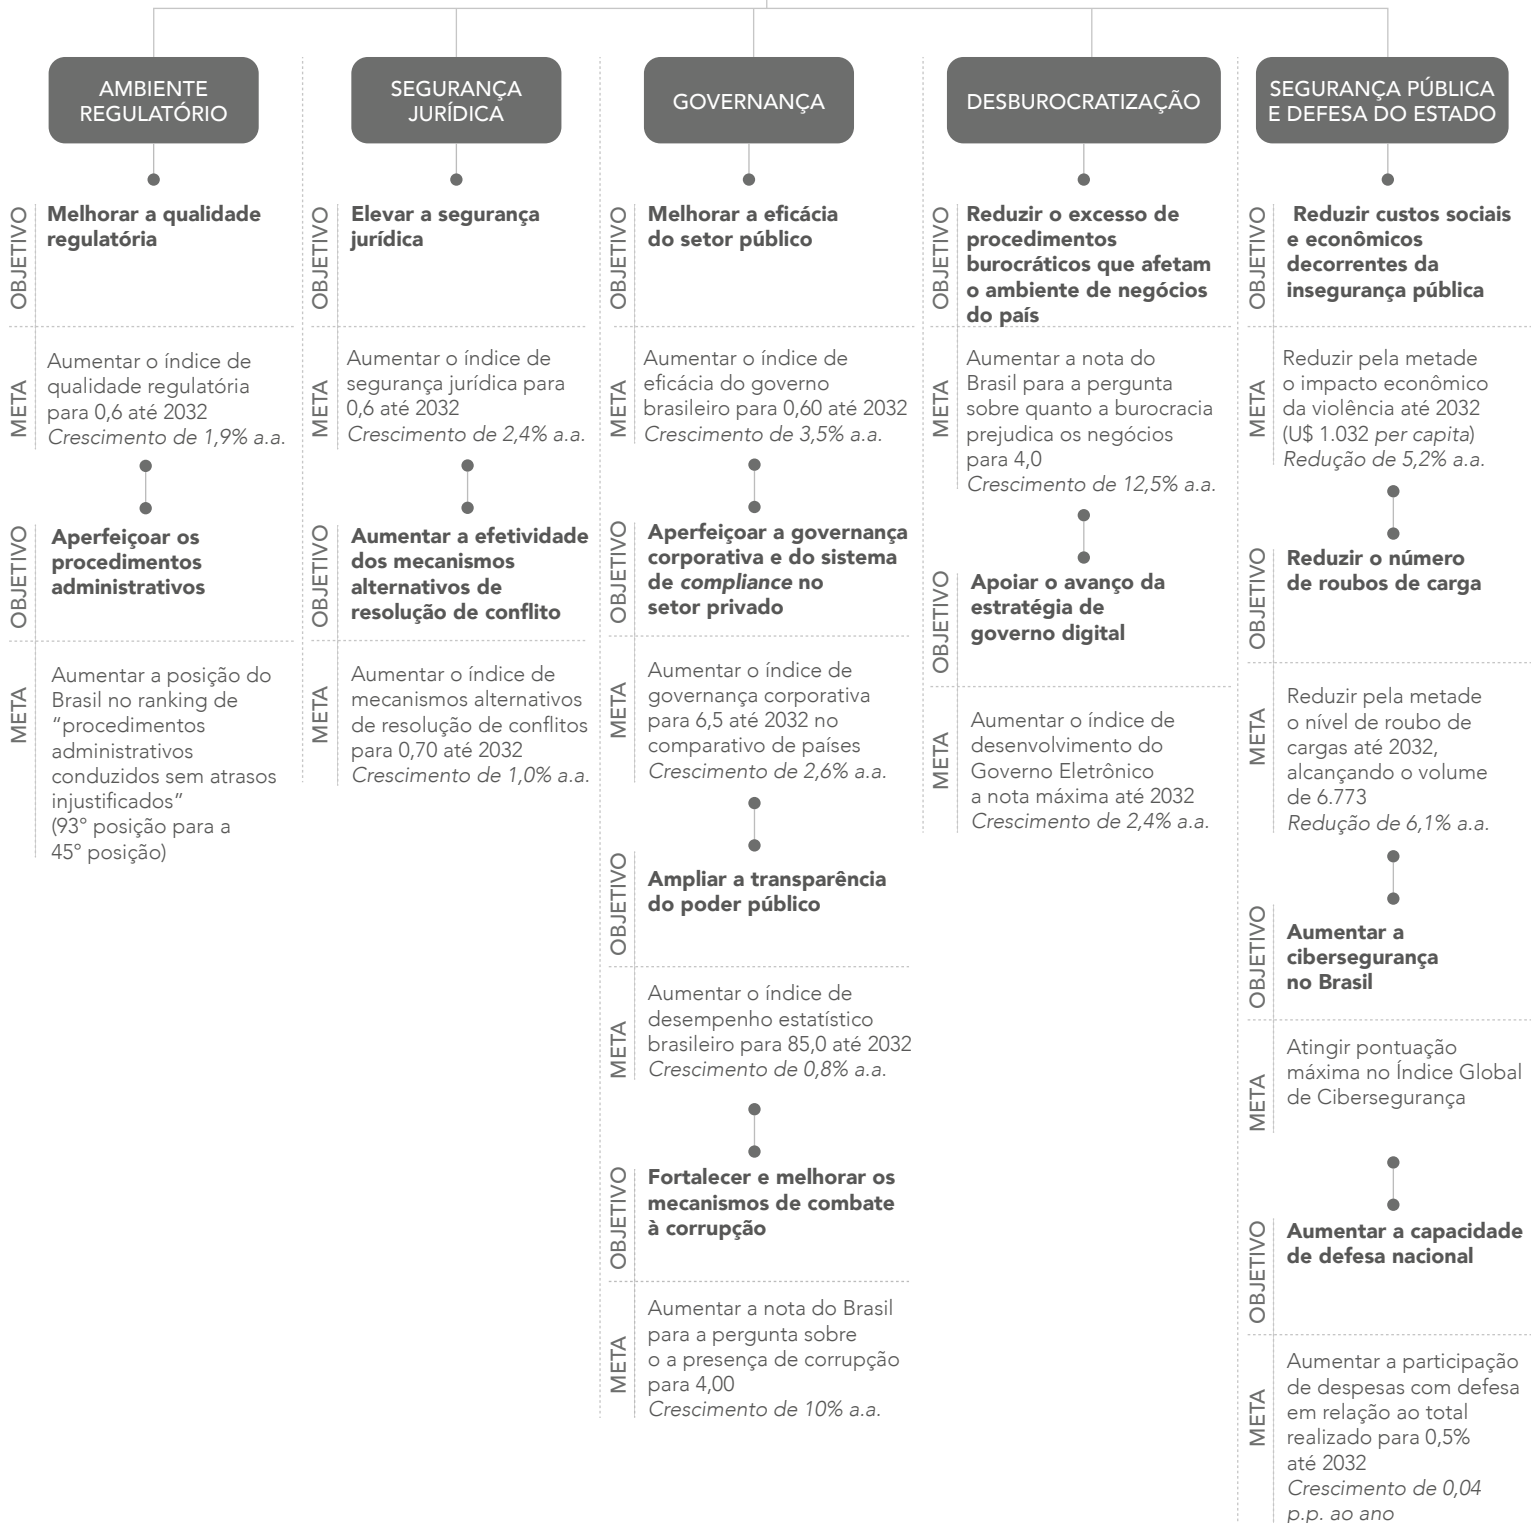 AMBIENTE
REGULATÓRIO
OBJETIVO
Melhorar a qualidade
regulatória
META
Aumentar o índice de
qualidade regulatória
para 0,6 até 2032
Crescimento de 1,9% a.a.
OBJETIVO
Aperfeiçoar os
procedimentos
administrativos
META
Aumentar a posição do
Brasil no ranking de
“procedimentos
administrativos
conduzidos sem atrasos
injustificados”
(93° posição para a
45° posição)
SEGURANÇA
JURÍDICA
OBJETIVO
Elevar a segurança
jurídica
META
Aumentar o índice de
segurança jurídica para
0,6 até 2032
Crescimento de 2,4% a.a.
OBJETIVO
Aumentar a efetividade
dos mecanismos
alternativos de
resolução de conflito
META
Aumentar o índice de
mecanismos alternativos
de resolução de conflitos
para 0,70 até 2032
Crescimento de 1,0% a.a.
GOVERNANÇA
OBJETIVO
Melhorar a eficácia
do setor público
META
Aumentar o índice de
eficácia do governo
brasileiro para 0,60 até 2032
Crescimento de 3,5% a.a.
OBJETIVO
Aperfeiçoar a governança
corporativa e do sistema
de compliance no
setor privado
META
Aumentar o índice de
governança corporativa
para 6,5 até 2032 no
comparativo de países
Crescimento de 2,6% a.a.
OBJETIVO
Ampliar a transparência
do poder público
META
Aumentar o índice de
desempenho estatístico
brasileiro para 85,0 até 2032
Crescimento de 0,8% a.a.
OBJETIVO
Fortalecer e melhorar os
mecanismos de combate
à corrupção
META
Aumentar a nota do Brasil
para a pergunta sobre
o a presença de corrupção
para 4,00
Crescimento de 10% a.a.
DESBUROCRATIZAÇÃO
OBJETIVO
Reduzir o excesso de
procedimentos
burocráticos que afetam
o ambiente de negócios
do país
META
Aumentar a nota do
Brasil para a pergunta
sobre quanto a burocracia
prejudica os negócios
para 4,0
Crescimento de 12,5% a.a.
OBJETIVO
Apoiar o avanço da
estratégia de
governo digital
META
Aumentar o índice de
desenvolvimento do
Governo Eletrônico
a nota máxima até 2032
Crescimento de 2,4% a.a.
SEGURANÇA PÚBLICA
E DEFESA DO ESTADO
OBJETIVO
Reduzir custos sociais
e econômicos
decorrentes da
insegurança pública
META
Reduzir pela metade
o impacto econômico
da violência até 2032
(U$ 1.032 per capita)
Redução de 5,2% a.a.
OBJETIVO
Reduzir o número
de roubos de carga
META
Reduzir pela metade
o nível de roubo de
cargas até 2032,
alcançando o volume
de 6.773
Redução de 6,1% a.a.
OBJETIVO
Aumentar a
cibersegurança
no Brasil
META
Atingir pontuação
máxima no Índice Global
de Cibersegurança
OBJETIVO
Aumentar a capacidade
de defesa nacional
META
Aumentar a participação
de despesas com defesa
em relação ao total
realizado para 0,5%
até 2032
Crescimento de 0,04
p.p. ao ano